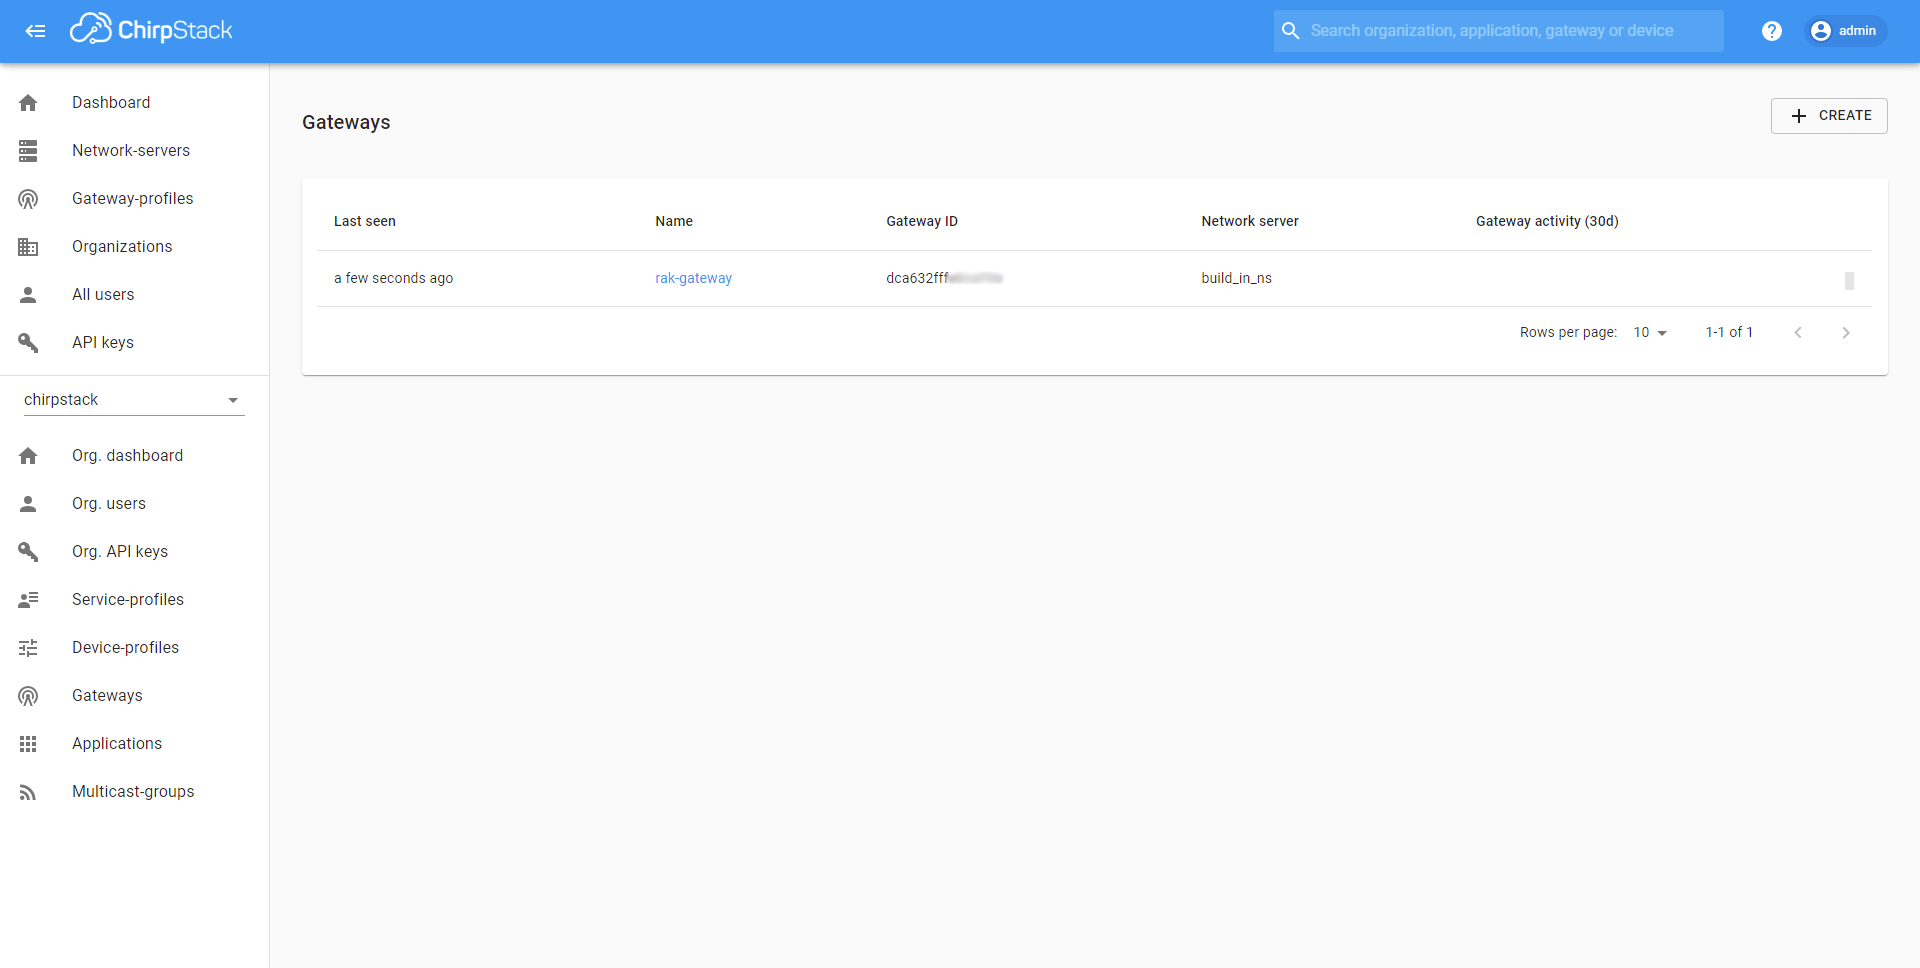 ChirpStack
Search organization, application, gateway or device
admin
Dashboard
Network-servers
Gateway-profiles
Organizations
All users
API keys
chirpstack
Org. dashboard
Org. users
Org. API keys
Service-profiles
Device-profiles
Gateways
Applications
Multicast-groups
Gateways
CREATE
Last seen Name Gateway ID Network server Gateway activity (30d)
a few seconds ago rak-gateway dca632fff build_in_ns
Rows per page: 10 1-1 of 1